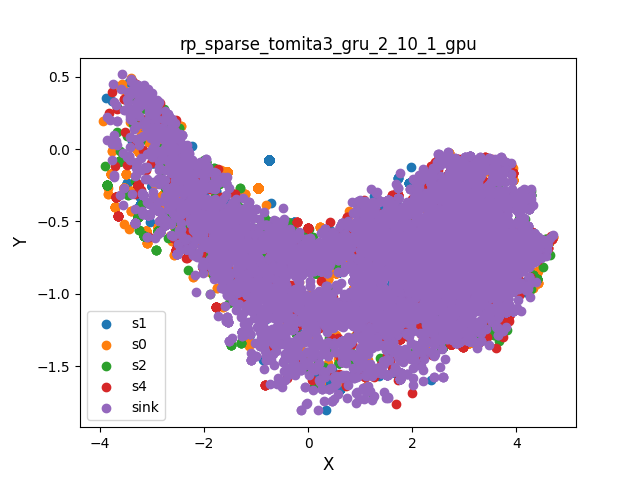 rp_sparse_tomita3_gru_2_10_1_gpu
0.5
0.0
−0.5
−1.0
−1.5
Y
s1
s0
s2
s4
sink
−4
−2
0
2
4
X